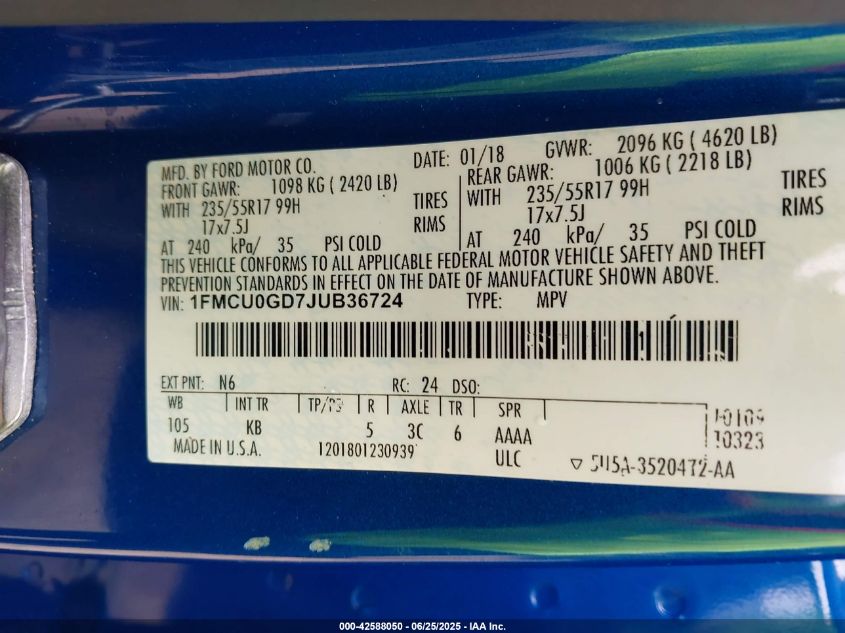 MFD. BY FORD MOTOR CO. DATE: 01/18 GVWR: 2096 KG ( 4620 LB)
FRONT GAWR: 1098 KG ( 2420 LB) REAR GAWR: 1006 KG ( 2218 LB)
WITH 235/55R17 99H TIRES WITH 235/55R17 99H TIRES
17x7.5J RIMS 17x7.5J RIMS
AT 240 kPa/ 35 PSI COLD AT 240 kPa/ 35 PSI COLD
THIS VEHICLE CONFORMS TO ALL APPLICABLE FEDERAL MOTOR VEHICLE SAFETY AND THEFT
PREVENTION STANDARDS IN EFFECT ON THE DATE OF MANUFACTURE SHOWN ABOVE.
VIN: 1FMCU0GD7JUB36724 TYPE: MPV
EXT PNT: N6 RC: 24 DSO:
WB INT TR TP/PS R AXLE TR SPR
105 KB 5 3C 6 AAAA
10109
10323
MADE IN U.S.A. 1201801230939 ULC
000-42588050 - 06/25/2025 - IAA Inc.